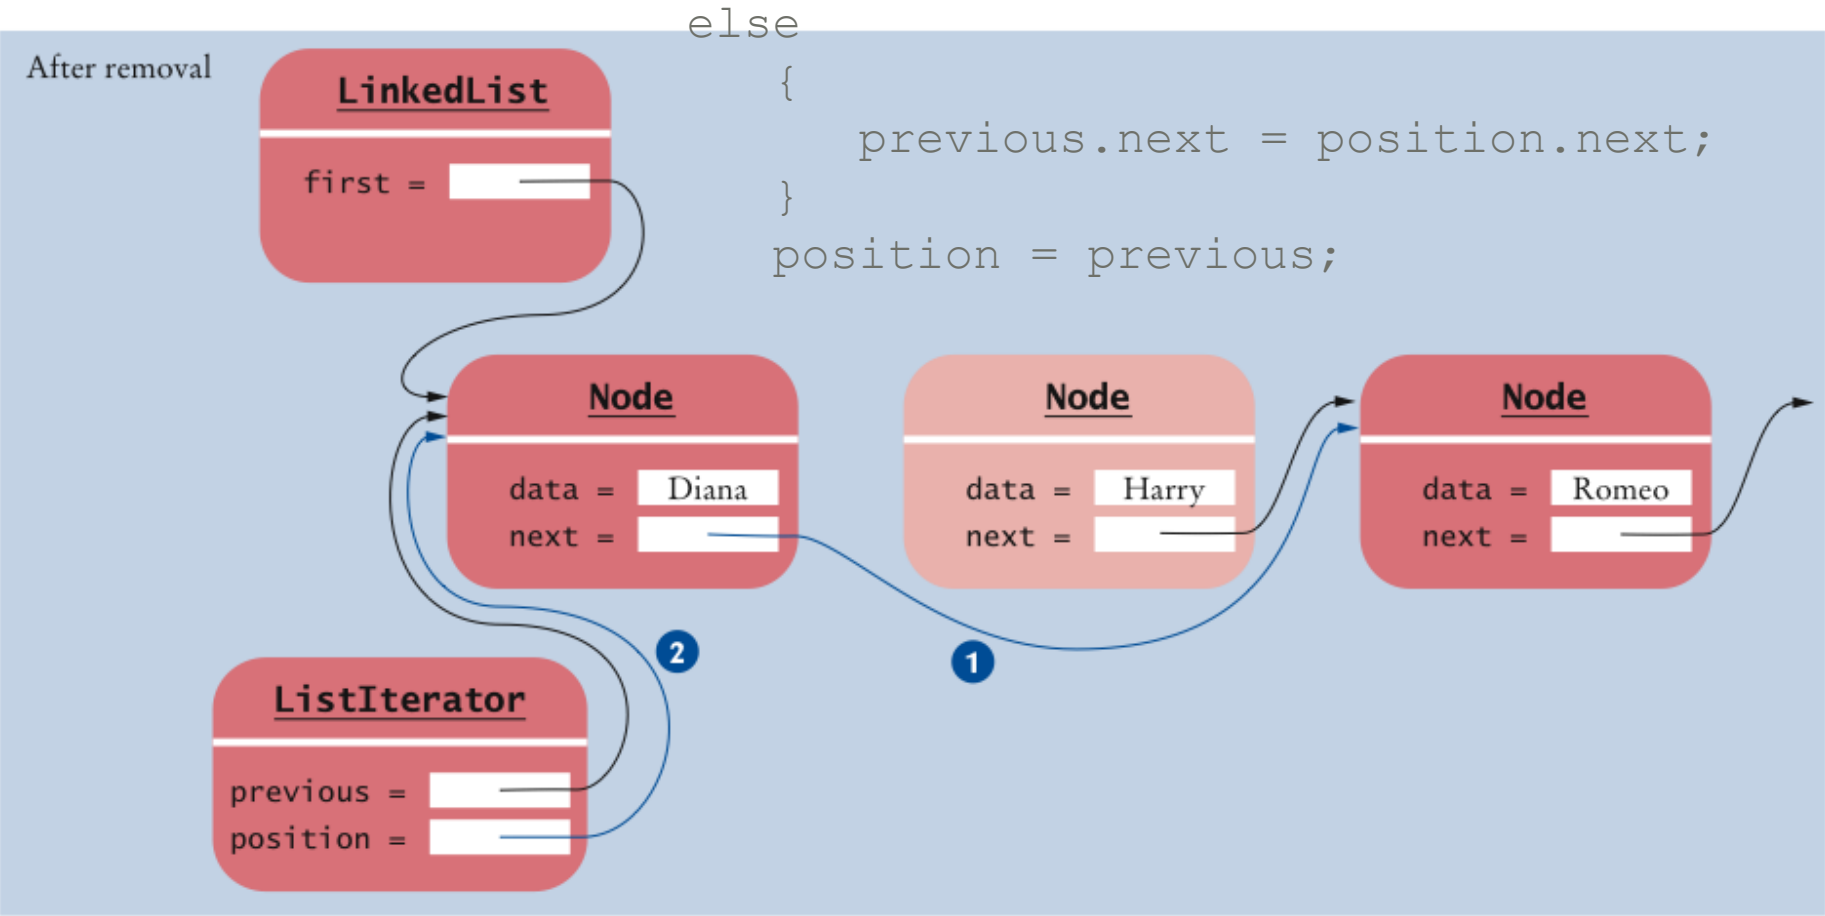 else
After removal
{
previous.next = position.next;
}
position = previous;
LinkedList
first =
Node
data = Diana
next =
Node
data = Harry
next =
Node
data = Romeo
next =
2
1
ListIterator
previous =
position =